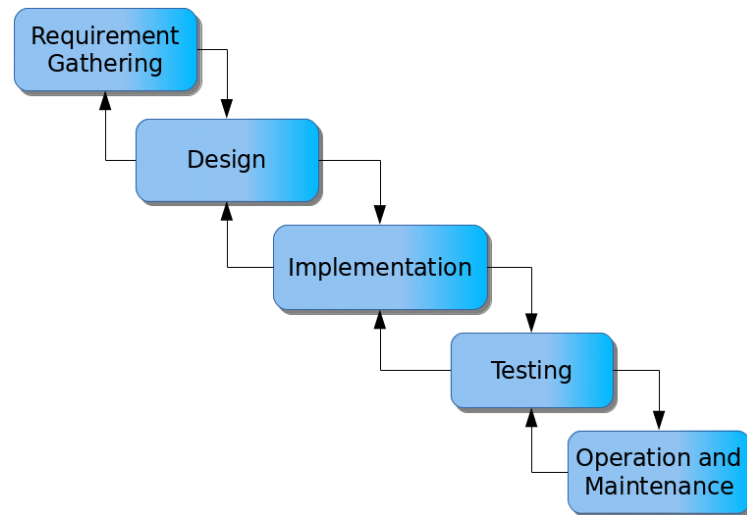 Requirement
Gathering
Design
Implementation
Testing
Operation and
Maintenance